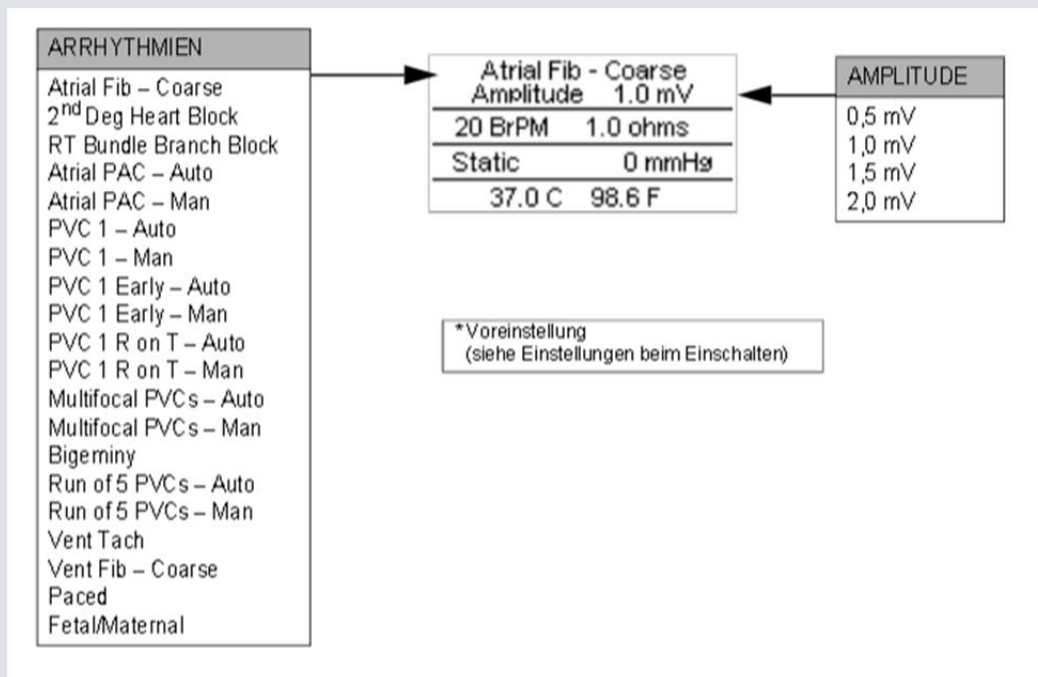 ARRHYTHMIEN
Atrial Fib – Coarse
2nd Deg Heart Block
RT Bundle Branch Block
Atrial PAC – Auto
Atrial PAC – Man
PVC 1 – Auto
PVC 1 – Man
PVC 1 Early – Auto
PVC 1 Early – Man
PVC 1 R on T – Auto
PVC 1 R on T – Man
Multifocal PVCs – Auto
Multifocal PVCs – Man
Bigeminy
Run of 5 PVCs – Auto
Run of 5 PVCs – Man
Vent Tach
Vent Fib – Coarse
Paced
Fetal/Maternal
Atrial Fib - Coarse
Amplitude 1.0 mV
20 BrPM 1.0 ohms
Static 0 mmHg
37.0 C 98.6 F
AMPLITUDE
0,5 mV
1,0 mV
1,5 mV
2,0 mV
*Voreinstellung
(siehe Einstellungen beim Einschalten)